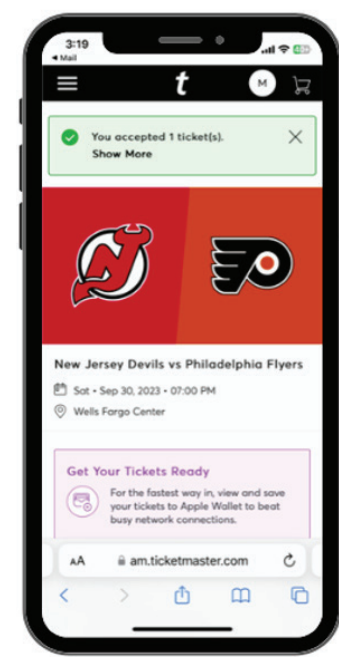 3:19
◀ Mail
t
M
You accepted 1 ticket(s).
Show More
New Jersey Devils vs Philadelphia Flyers
Sat • Sep 30, 2023 • 07:00 PM
Wells Fargo Center
Get Your Tickets Ready
For the fastest way in, view and save
your tickets to Apple Wallet to beat
busy network connections.
AA am.ticketmaster.com